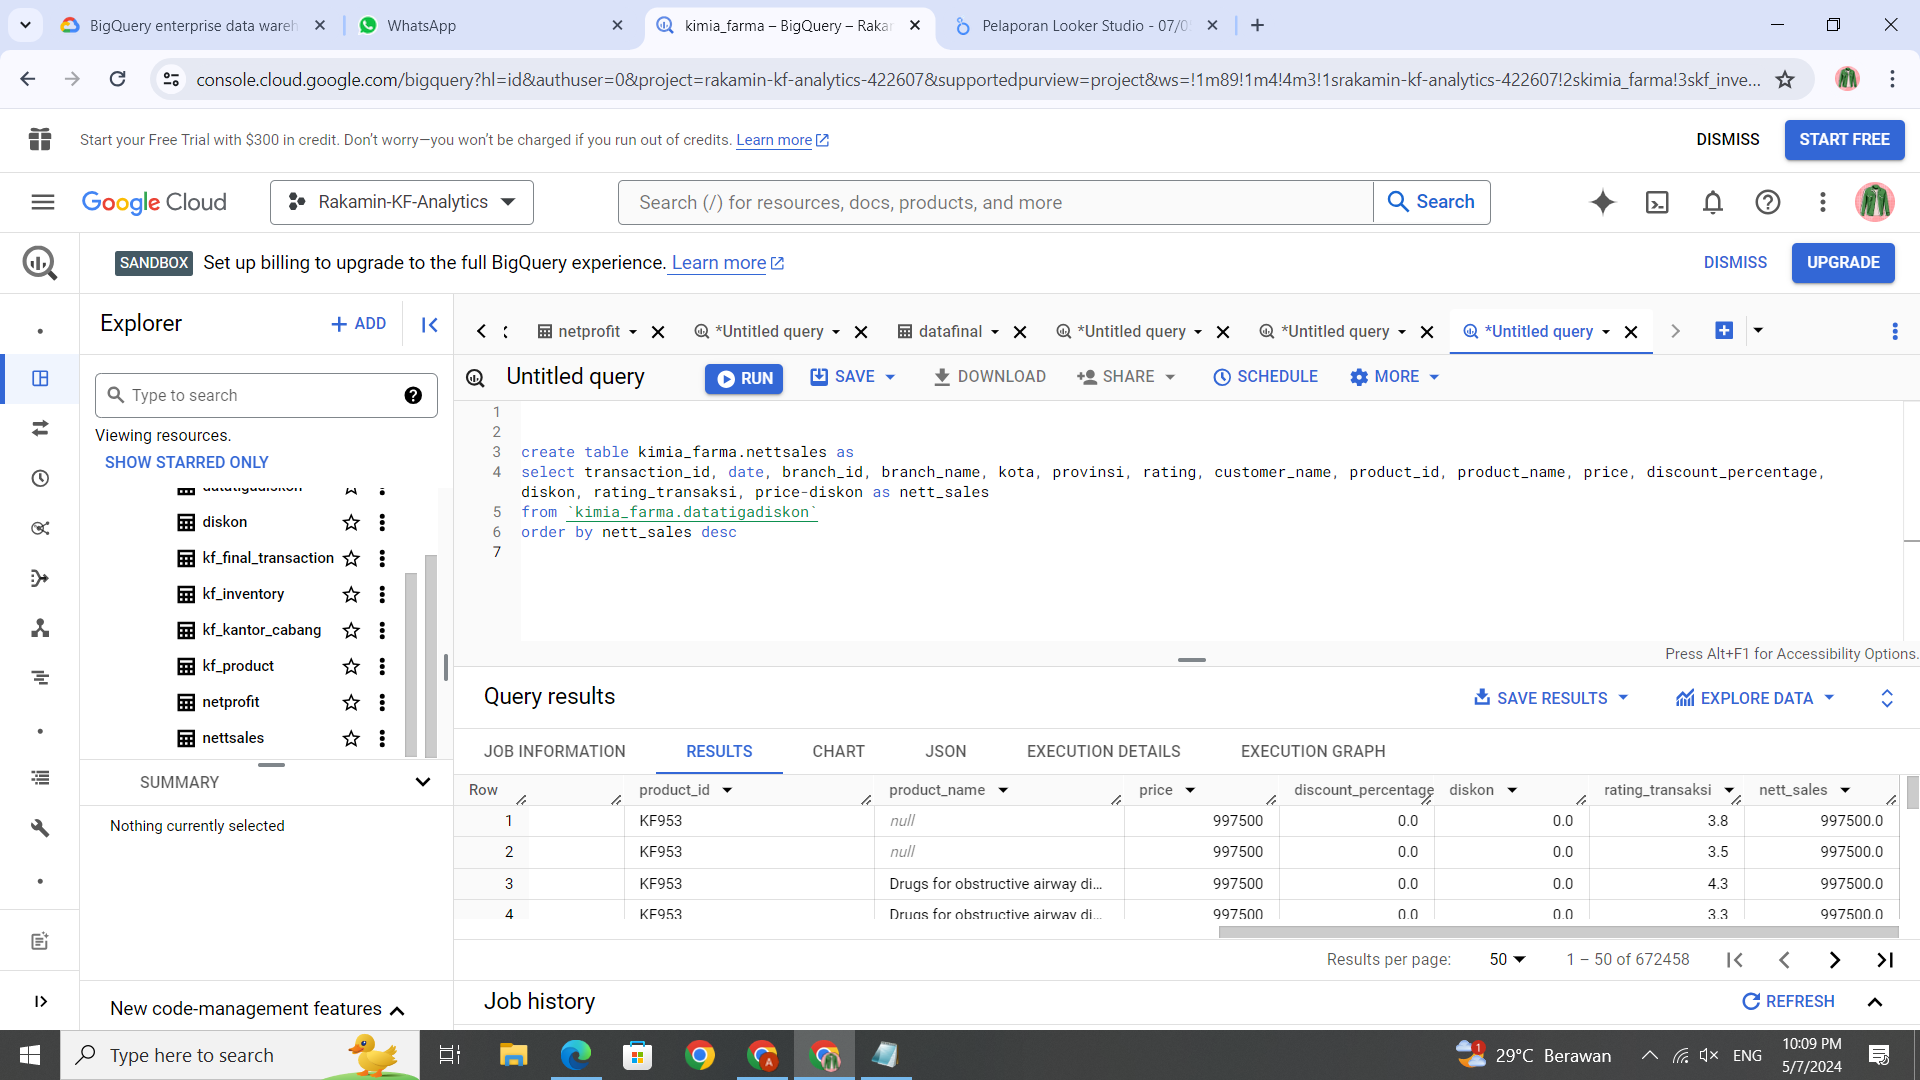 BigQuery enterprise data wareh
WhatsApp
kimia_farma – BigQuery – Rakar
Pelaporan Looker Studio - 07/0
console.cloud.google.com/bigquery?hl=id&authuser=0&project=rakamin-kf-analytics-422607&supportedpurview=project&ws=!1m89!1m4!4m3!1srakamin-kf-analytics-422607!2skimia_farma!3skf_inve...
Start your Free Trial with $300 in credit. Don't worry—you won't be charged if you run out of credits. Learn more
DISMISS
START FREE
Google Cloud
Rakamin-KF-Analytics
Search (/) for resources, docs, products, and more
Search
SANDBOX Set up billing to upgrade to the full BigQuery experience. Learn more
DISMISS
UPGRADE
Explorer
+ ADD
Type to search
Viewing resources.
SHOW STARRED ONLY
datatigadiskon
diskon
kf_final_transaction
kf_inventory
kf_kantor_cabang
kf_product
netprofit
nettsales
SUMMARY
Nothing currently selected
New code-management features
netprofit
*Untitled query
datafinal
*Untitled query
*Untitled query
*Untitled query
Untitled query
RUN
SAVE
DOWNLOAD
SHARE
SCHEDULE
MORE
1
2
3 create table kimia_farma.nettsales as
4 select transaction_id, date, branch_id, branch_name, kota, provinsi, rating, customer_name, product_id, product_name, price, discount_percentage,
diskon, rating_transaksi, price-diskon as nett_sales
5 from `kimia_farma.datatigadiskon`
6 order by nett_sales desc
7
Press Alt+F1 for Accessibility Options.
Query results
SAVE RESULTS
EXPLORE DATA
JOB INFORMATION
RESULTS
CHART
JSON
EXECUTION DETAILS
EXECUTION GRAPH
Row product_id product_name price discount_percentage diskon rating_transaksi nett_sales
1 KF953 null 997500 0.0 0.0 3.8 997500.0
2 KF953 null 997500 0.0 0.0 3.5 997500.0
3 KF953 Drugs for obstructive airway di... 997500 0.0 0.0 4.3 997500.0
4 KF953 Drugs for obstructive airway di... 997500 0.0 0.0 3.3 997500.0
Results per page: 50 1 – 50 of 672458
Job history
REFRESH
Type here to search
1
29°C Berawan
ENG
10:09 PM
5/7/2024